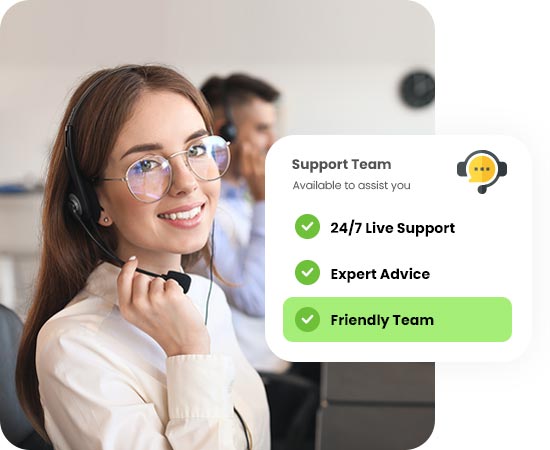 Support Team
Available to assist you
24/7 Live Support
Expert Advice
Friendly Team